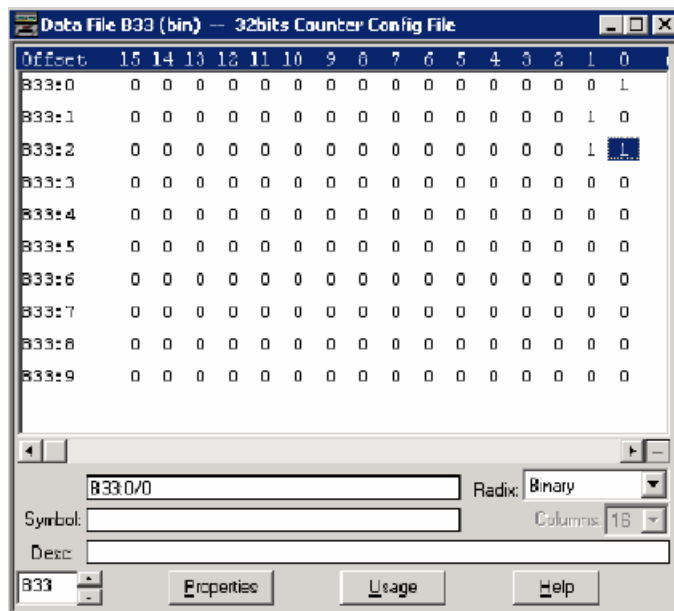 Data File B33 (bin) -- 32bits Counter Config File
Offset 15 14 13 12 11 10 9 8 7 6 5 4 3 2 1 0
B33:0 0 0 0 0 0 0 0 0 0 0 0 0 0 0 0 1
B33:1 0 0 0 0 0 0 0 0 0 0 0 0 0 0 1 0
B33:2 0 0 0 0 0 0 0 0 0 0 0 0 0 0 1 1
B33:3 0 0 0 0 0 0 0 0 0 0 0 0 0 0 0 0
B33:4 0 0 0 0 0 0 0 0 0 0 0 0 0 0 0 0
B33:5 0 0 0 0 0 0 0 0 0 0 0 0 0 0 0 0
B33:6 0 0 0 0 0 0 0 0 0 0 0 0 0 0 0 0
B33:7 0 0 0 0 0 0 0 0 0 0 0 0 0 0 0 0
B33:8 0 0 0 0 0 0 0 0 0 0 0 0 0 0 0 0
B33:9 0 0 0 0 0 0 0 0 0 0 0 0 0 0 0 0
B33:0/0 Radix: Binary
Symbol: Columns: 16
Desc:
B33 Properties Usage Help